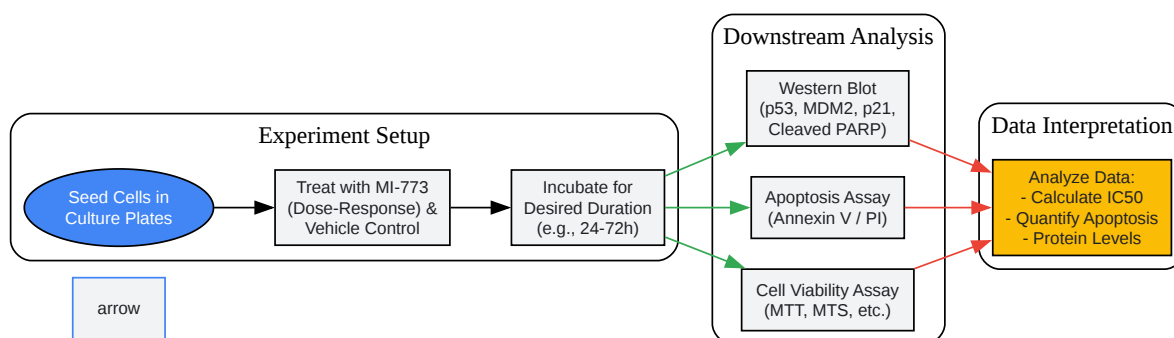 Experiment Setup
Seed Cells in
Culture Plates
Treat with MI-773
(Dose-Response) &
Vehicle Control
Incubate for
Desired Duration
(e.g., 24-72h)
arrow
Downstream Analysis
Western Blot
(p53, MDM2, p21,
Cleaved PARP)
Apoptosis Assay
(Annexin V / PI)
Cell Viability Assay
(MTT, MTS, etc.)
Data Interpretation
Analyze Data:
- Calculate IC50
- Quantify Apoptosis
- Protein Levels